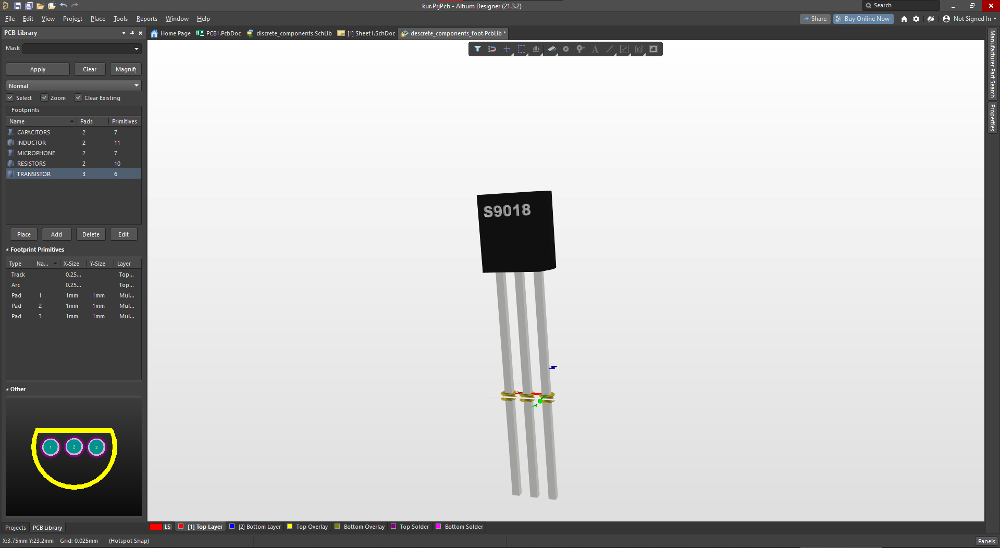 kur.PrjPcb - Altium Designer (21.3.2)
Search
File Edit View Project Place Tools Reports Window Help
Share
Buy Online Now
Not Signed In
PCB Library
Home Page
PCB1.PcbDoc
discrete_components.SchLib
[1] Sheet1.SchDoc
descrete_components_foot.PcbLib *
Mask
Apply
Clear
Magnify
Normal
Select
Zoom
Clear Existing
Footprints
Name Pads Primitives
CAPACITORS 2 7
INDUCTOR 2 11
MICROPHONE 2 7
RESISTORS 2 10
TRANSISTOR 3 6
Place
Add
Delete
Edit
Footprint Primitives
Type Na... X-Size Y-Size Layer
Track 0.25... Top...
Arc 0.25... Top...
Pad 1 1mm 1mm Mul...
Pad 2 1mm 1mm Mul...
Pad 3 1mm 1mm Mul...
Other
1 2 3
S9018
A
Manufacturer Part Search
Properties
Projects
PCB Library
LS
[1] Top Layer
[2] Bottom Layer
Top Overlay
Bottom Overlay
Top Solder
Bottom Solder
X:3.75mm Y:23.2mm Grid: 0.025mm (Hotspot Snap)
Panels